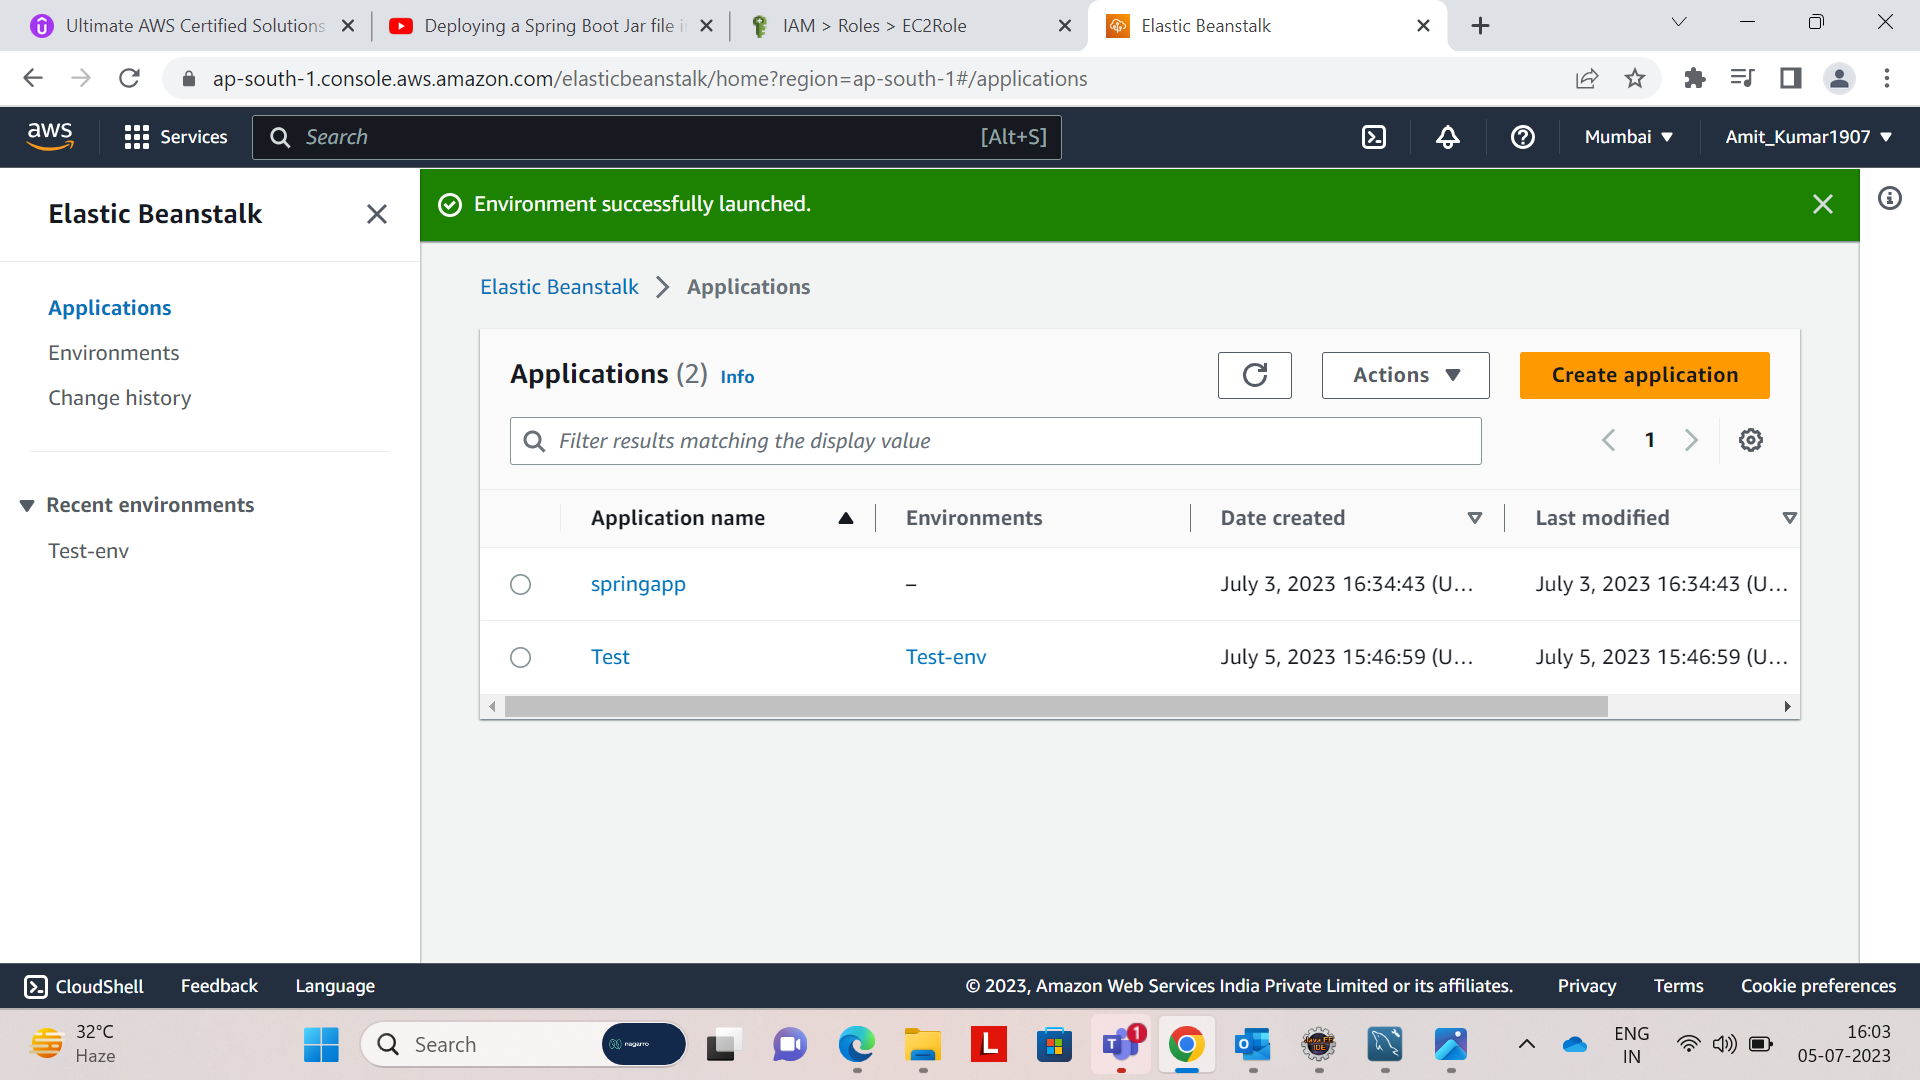 Ultimate AWS Certified Solutions
Deploying a Spring Boot Jar file i
IAM > Roles > EC2Role
Elastic Beanstalk
ap-south-1.console.aws.amazon.com/elasticbeanstalk/home?region=ap-south-1#/applications
aws
Services
Search
[Alt+S]
Mumbai
Amit_Kumar1907
Elastic Beanstalk
Applications
Environments
Change history
Recent environments
Test-env
Environment successfully launched.
Elastic Beanstalk > Applications
Applications (2) Info
Actions
Create application
Filter results matching the display value
1
Application name Environments Date created Last modified
springapp – July 3, 2023 16:34:43 (U... July 3, 2023 16:34:43 (U...
Test Test-env July 5, 2023 15:46:59 (U... July 5, 2023 15:46:59 (U...
CloudShell Feedback Language © 2023, Amazon Web Services India Private Limited or its affiliates. Privacy Terms Cookie preferences
32°C
Haze
Search
nagarro
L
T
1
O
Java EE
IDE
ENG
IN
16:03
05-07-2023